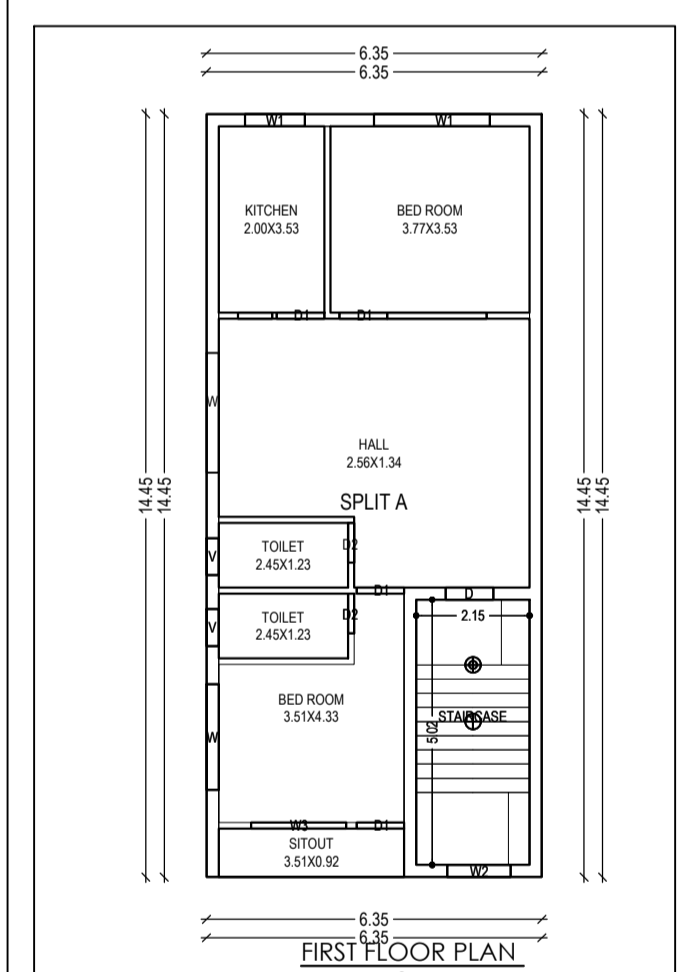 6.35
6.35
W1
W1
KITCHEN
2.00X3.53
BED ROOM
3.77X3.53
D1
D1
W
HALL
2.56X1.34
SPLIT A
14.45
14.45
14.45
14.45
TOILET
2.45X1.23
D2
V
D1
D
TOILET
2.45X1.23
D2
V
2.15
BED ROOM
3.51X4.33
STAIRCASE
5.02
W
W3
D1
SITOUT
3.51X0.92
W2
6.35
6.35
FIRST FLOOR PLAN